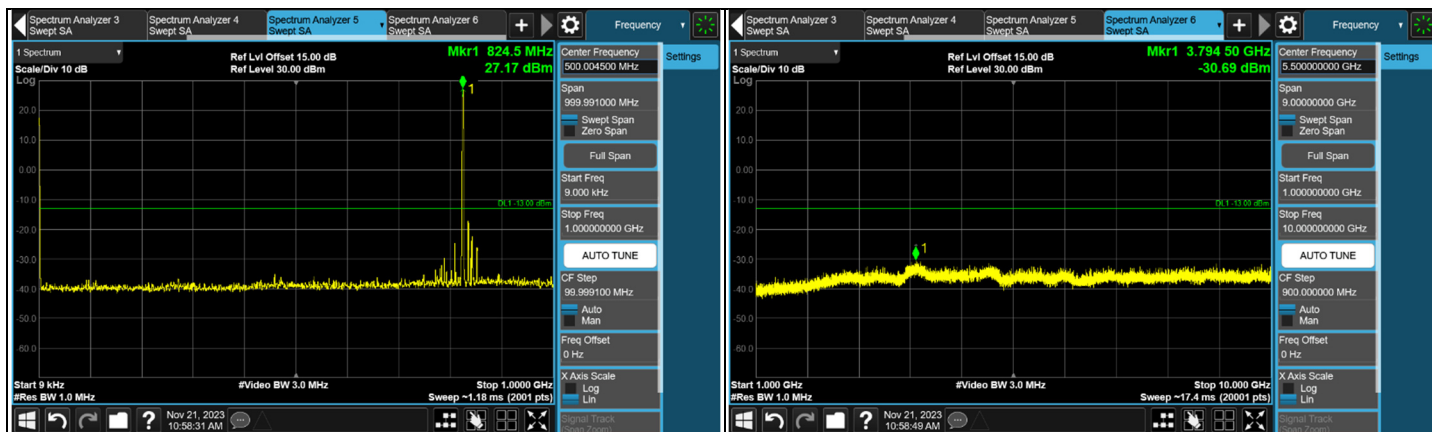 Spectrum Analyzer 3
Swept SA
Spectrum Analyzer 4
Swept SA
Spectrum Analyzer 5
Swept SA
Spectrum Analyzer 6
Swept SA
+
Frequency
1 Spectrum
Scale/Div 10 dB
Log
Ref Lvl Offset 15.00 dB
Ref Level 30.00 dBm
Mkr1 824.5 MHz
27.17 dBm
1
20.0
10.0
0.00
-10.0
-20.0
-30.0
-40.0
-50.0
-60.0
DL1 -13.00 dBm
Start 9 kHz
#Res BW 1.0 MHz
#Video BW 3.0 MHz
Stop 1.0000 GHz
Sweep ~1.18 ms (2001 pts)
Center Frequency
500.004500 MHz
Settings
Span
999.991000 MHz
Swept Span
Zero Span
Full Span
Start Freq
9.000 kHz
Stop Freq
1.000000000 GHz
AUTO TUNE
CF Step
99.999100 MHz
Auto
Man
Freq Offset
0 Hz
X Axis Scale
Log
Lin
Signal Track
(Span Zoom)
?
Nov 21, 2023
10:58:31 AM
Spectrum Analyzer 3
Swept SA
Spectrum Analyzer 4
Swept SA
Spectrum Analyzer 5
Swept SA
Spectrum Analyzer 6
Swept SA
+
Frequency
1 Spectrum
Scale/Div 10 dB
Log
Ref Lvl Offset 15.00 dB
Ref Level 30.00 dBm
Mkr1 3.794 50 GHz
-30.69 dBm
1
20.0
10.0
0.00
-10.0
-20.0
-30.0
-40.0
-50.0
-60.0
DL1 -13.00 dBm
Start 1.000 GHz
#Res BW 1.0 MHz
#Video BW 3.0 MHz
Stop 10.000 GHz
Sweep ~17.4 ms (20001 pts)
Center Frequency
5.500000000 GHz
Settings
Span
9.00000000 GHz
Swept Span
Zero Span
Full Span
Start Freq
1.000000000 GHz
Stop Freq
10.000000000 GHz
AUTO TUNE
CF Step
900.000000 MHz
Auto
Man
Freq Offset
0 Hz
X Axis Scale
Log
Lin
Signal Track
(Span Zoom)
?
Nov 21, 2023
10:58:49 AM